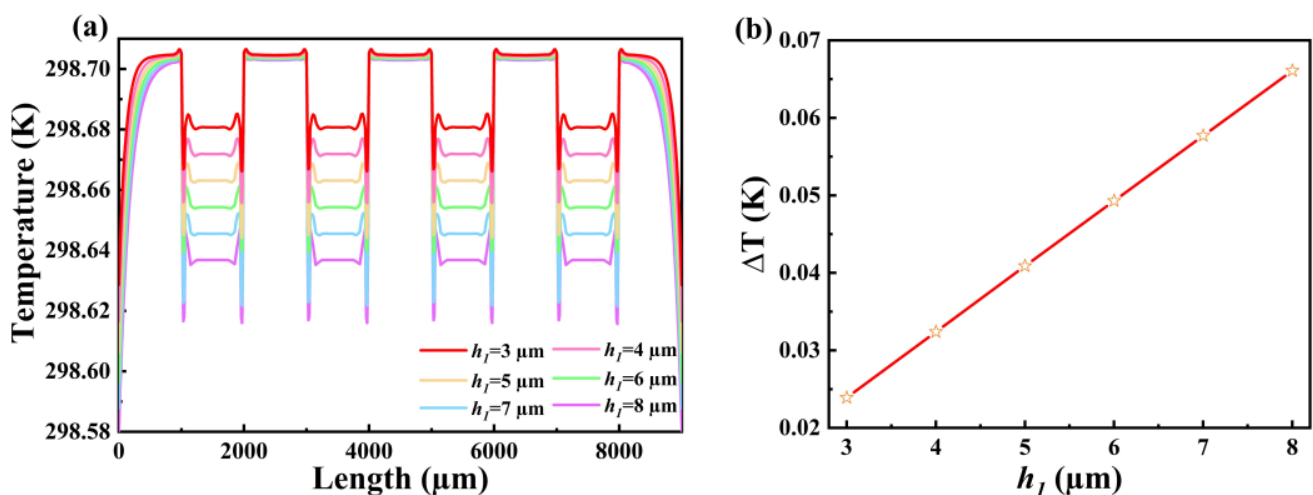 (a)
298.70
298.68
298.66
298.64
298.62
298.60
298.58
Temperature (K)
0 2000 4000 6000 8000
Length (μm)
h1=3 μm h1=4 μm
h1=5 μm h1=6 μm
h1=7 μm h1=8 μm
(b)
0.07
0.06
0.05
0.04
0.03
0.02
ΔT (K)
3 4 5 6 7 8
h1 (μm)